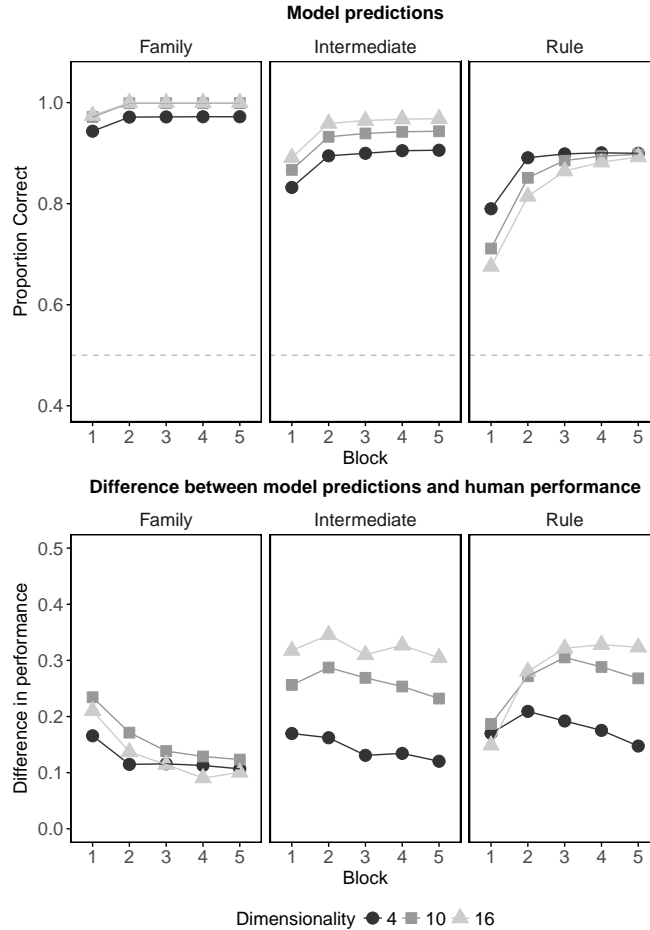 Model predictions
Family Intermediate Rule
1.0
0.8
0.6
0.4
Proportion Correct
1 2 3 4 5 1 2 3 4 5 1 2 3 4 5
Block
Difference between model predictions and human performance
Family Intermediate Rule
0.5
0.4
0.3
0.2
0.1
0.0
Difference in performance
1 2 3 4 5 1 2 3 4 5 1 2 3 4 5
Block
Dimensionality 4 10 16